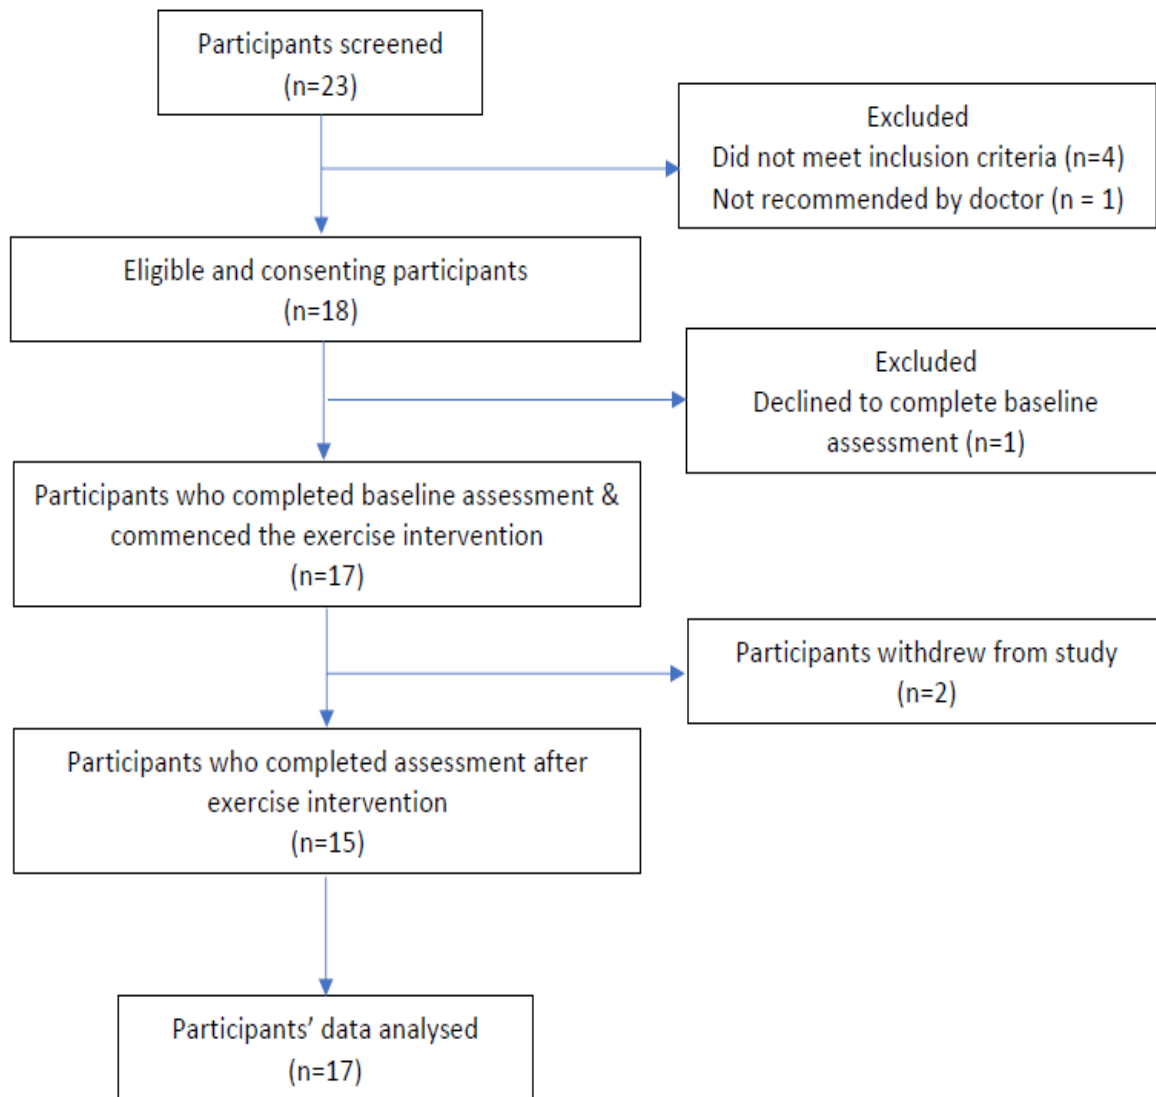 Participants screened
(n=23)
Excluded
Did not meet inclusion criteria (n=4)
Not recommended by doctor (n = 1)
Eligible and consenting participants
(n=18)
Excluded
Declined to complete baseline
assessment (n=1)
Participants who completed baseline assessment &
commenced the exercise intervention
(n=17)
Participants withdrew from study
(n=2)
Participants who completed assessment after
exercise intervention
(n=15)
Participants’ data analysed
(n=17)